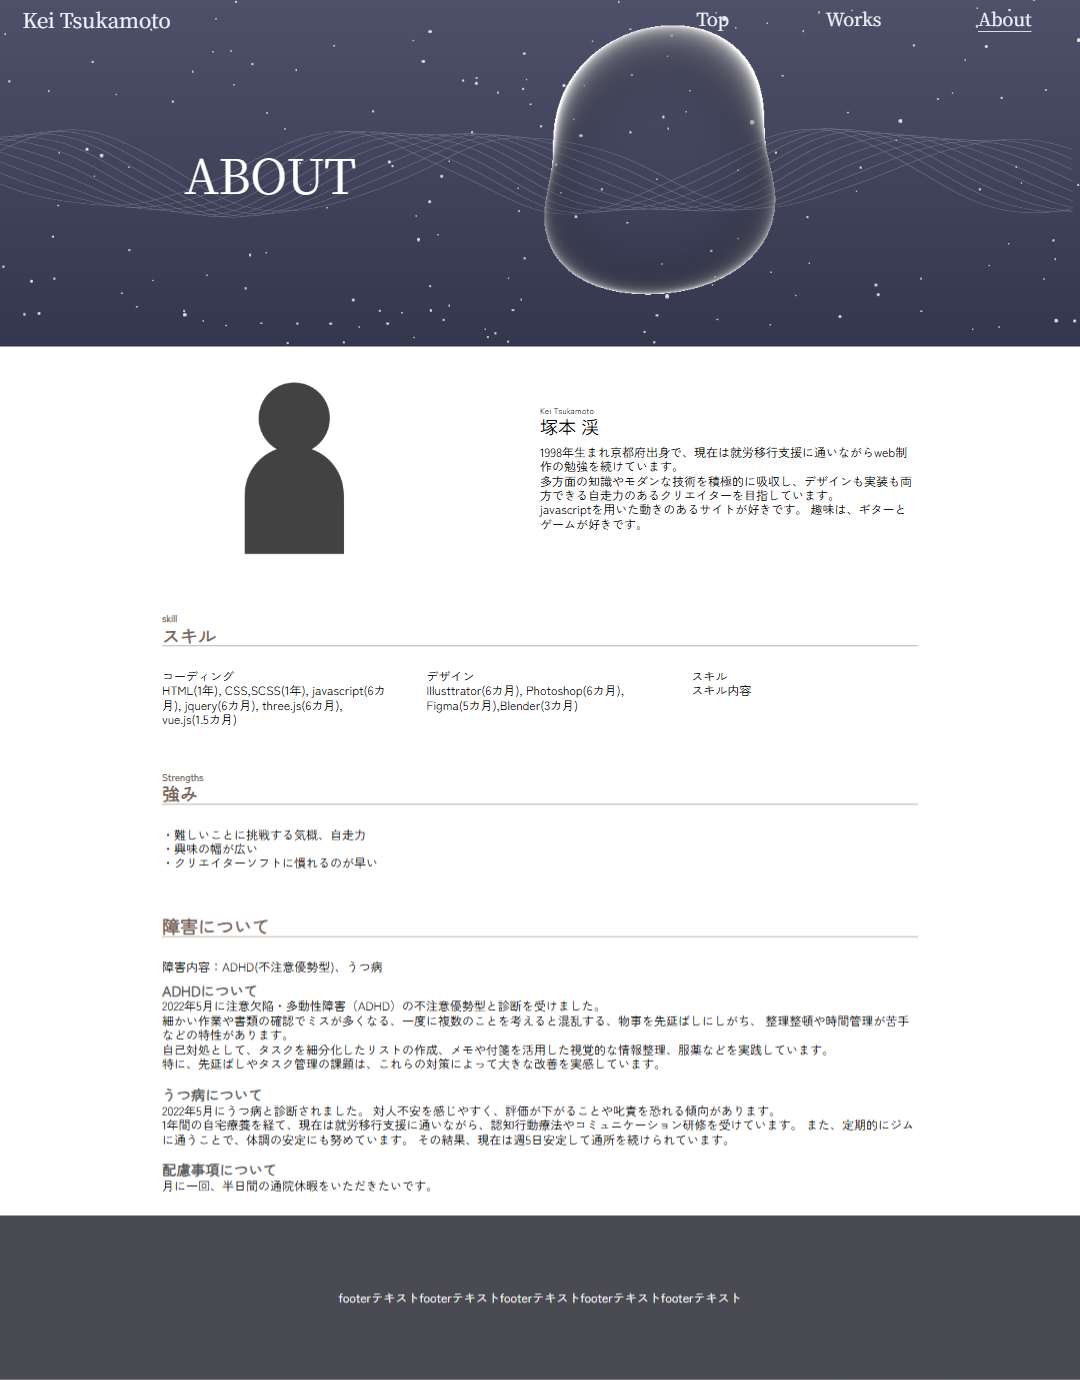 Kei Tsukamoto
Top
Works
About
ABOUT
Kei Tsukamoto
塚本 渓
1998年生まれ京都府出身で、現在は就労移行支援に通いながらweb制
作の勉強を続けています。
多方面の知識やモダンな技術を積極的に吸収し、デザインも実装も両
方できる自走力のあるクリエイターを目指しています。
javascriptを用いた動きのあるサイトが好きです。 趣味は、ギターと
ゲームが好きです。
skill
スキル
コーディング
HTML(1年), CSS,SCSS(1年), javascript(6カ
月), jquery(6カ月), three.js(6カ月),
vue.js(1.5カ月)
デザイン
Illusttrator(6カ月), Photoshop(6カ月),
Figma(5カ月),Blender(3カ月)
スキル
スキル内容
Strengths
強み
・難しいことに挑戦する気概、自走力
・興味の幅が広い
・クリエイターソフトに慣れるのが早い
障害について
障害内容：ADHD(不注意優勢型)、うつ病
ADHDについて
2022年5月に注意欠陥・多動性障害（ADHD）の不注意優勢型と診断を受けました。
細かい作業や書類の確認でミスが多くなる、一度に複数のことを考えると混乱する、物事を先延ばしにしがち、 整理整頓や時間管理が苦手
などの特性があります。
自己対処として、タスクを細分化したリストの作成、メモや付箋を活用した視覚的な情報整理、服薬などを実践しています。
特に、先延ばしやタスク管理の課題は、これらの対策によって大きな改善を実感しています。
うつ病について
2022年5月にうつ病と診断されました。 対人不安を感じやすく、評価が下がることや叱責を恐れる傾向があります。
1年間の自宅療養を経て、現在は就労移行支援に通いながら、認知行動療法やコミュニケーション研修を受けています。 また、定期的にジム
に通うことで、体調の安定にも努めています。 その結果、現在は週5日安定して通所を続けられています。
配慮事項について
月に一回、半日間の通院休暇をいただきたいです。
footerテキストfooterテキストfooterテキストfooterテキストfooterテキスト